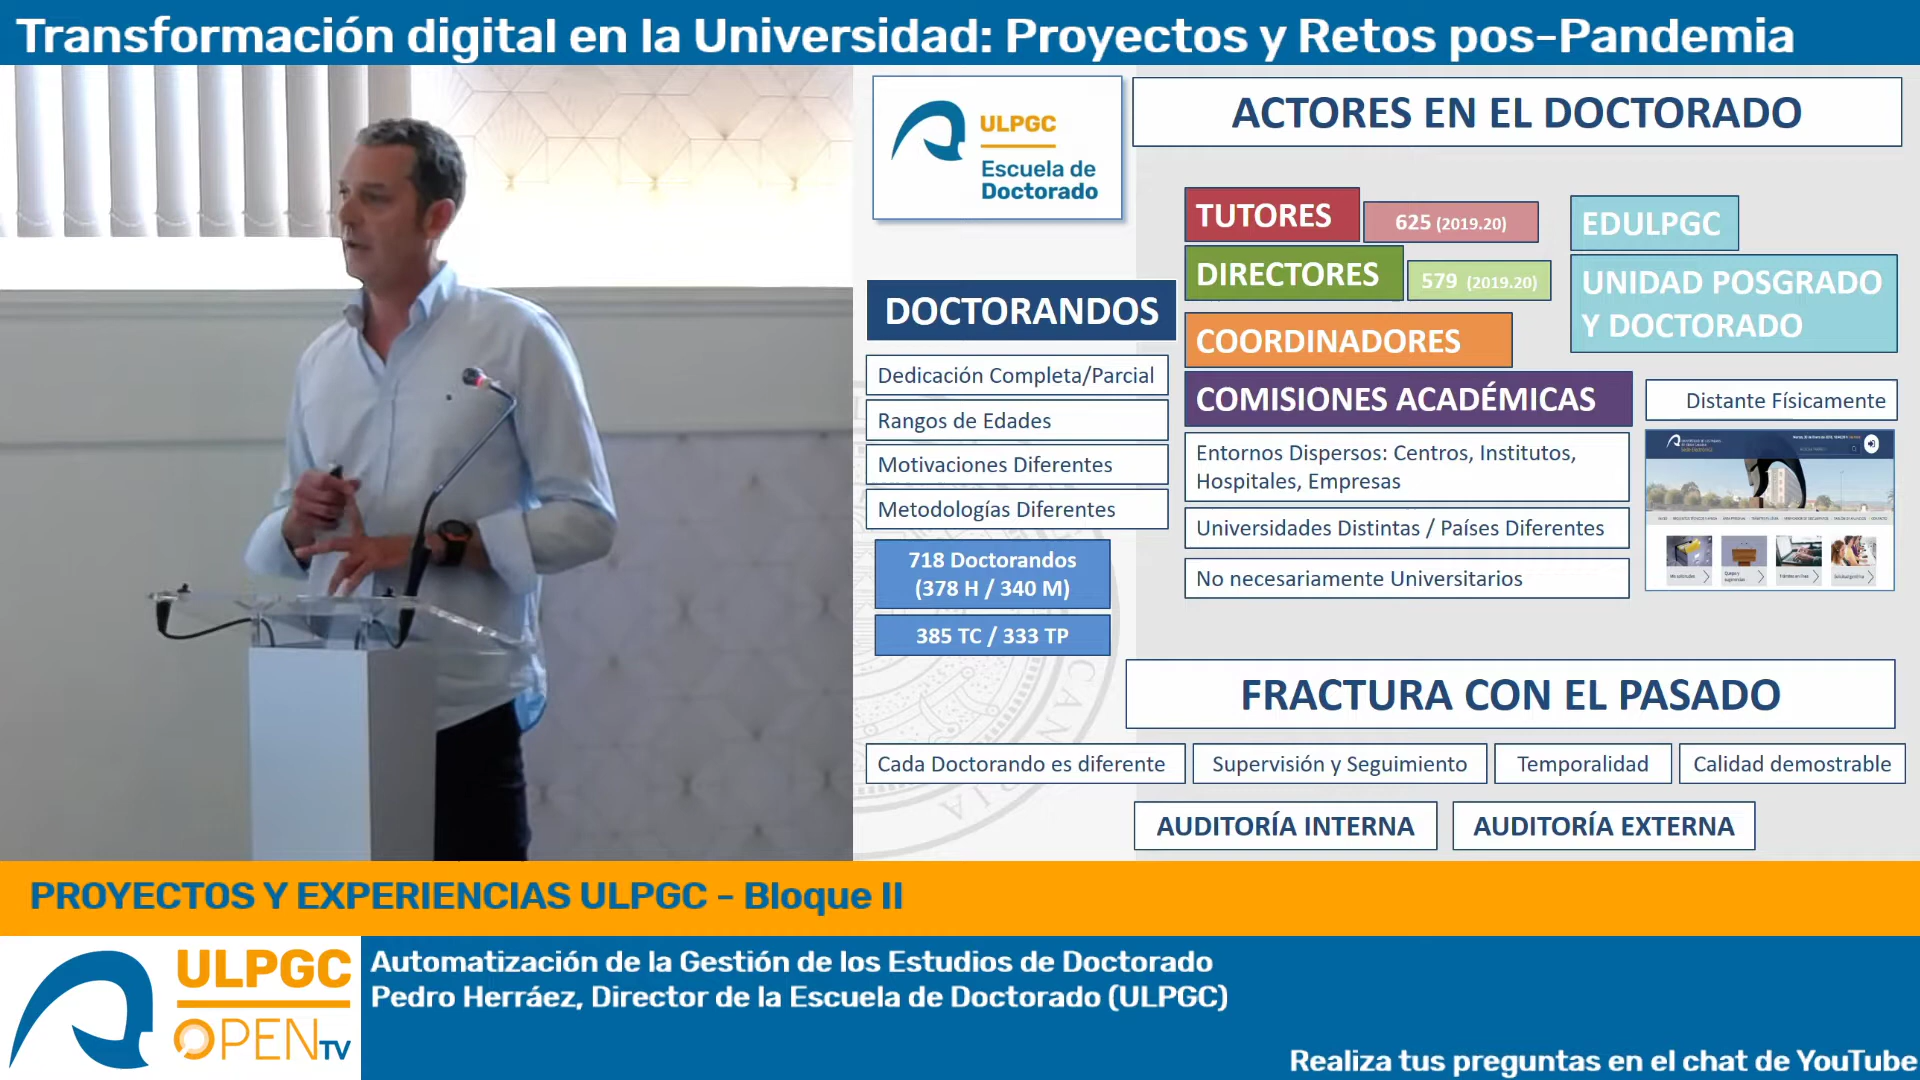 Transformación digital en la Universidad: Proyectos y Retos pos-Pandemia
ULPGC
Escuela de
Doctorado
ACTORES EN EL DOCTORADO
DOCTORANDOS
Dedicación Completa/Parcial
Rangos de Edades
Motivaciones Diferentes
Metodologías Diferentes
718 Doctorandos
(378 H / 340 M)
385 TC / 333 TP
TUTORES
625 (2019.20)
DIRECTORES
579 (2019.20)
COORDINADORES
COMISIONES ACADÉMICAS
Entornos Dispersos: Centros, Institutos,
Hospitales, Empresas
Universidades Distintas / Países Diferentes
No necesariamente Universitarios
EDULPGC
UNIDAD POSGRADO
Y DOCTORADO
Distante Físicamente
FRACTURA CON EL PASADO
Cada Doctorando es diferente
Supervisión y Seguimiento
Temporalidad
Calidad demostrable
AUDITORÍA INTERNA
AUDITORÍA EXTERNA
PROYECTOS Y EXPERIENCIAS ULPGC - Bloque II
ULPGC
OPENTV
Automatización de la Gestión de los Estudios de Doctorado
Pedro Herráez, Director de la Escuela de Doctorado (ULPGC)
Realiza tus preguntas en el chat de YouTube